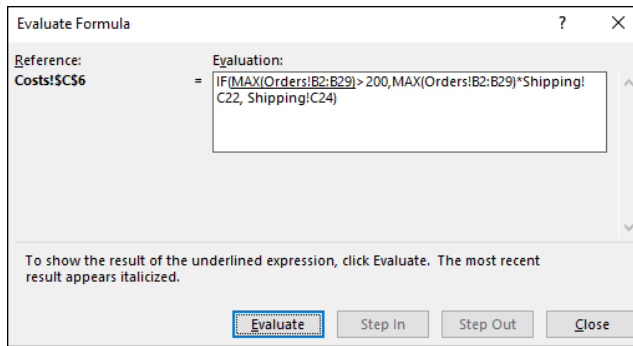 Evaluate Formula ? ×
Reference: Evaluation:
Costs!$C$6 = IF(MAX(Orders!B2:B29)>200,MAX(Orders!B2:B29)*Shipping!
C22, Shipping!C24)
To show the result of the underlined expression, click Evaluate. The most recent
result appears italicized.
Evaluate Step In Step Out Close